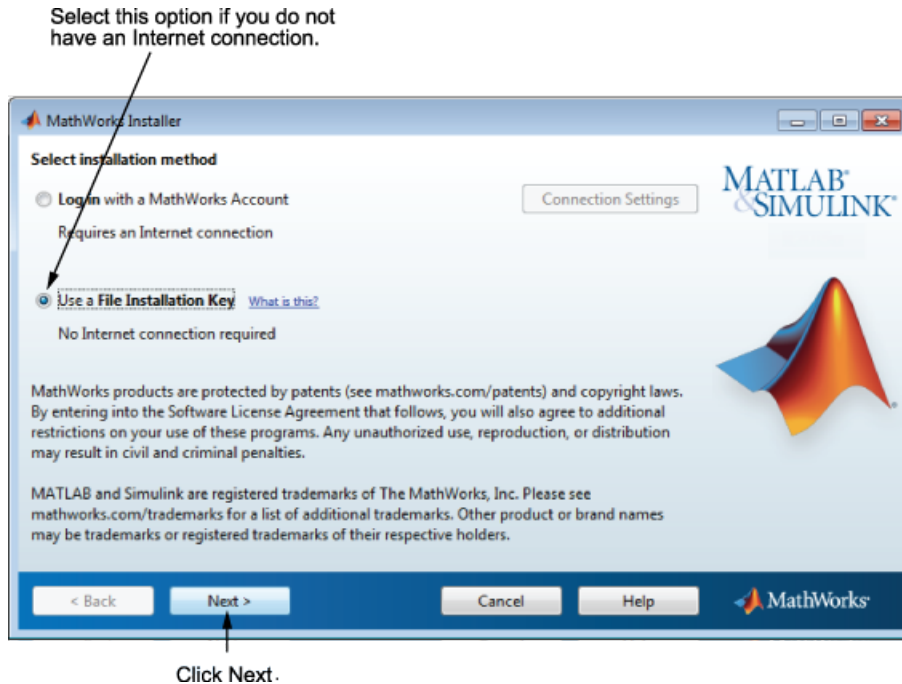 Select this option if you do not
have an Internet connection.
MathWorks Installer
Select installation method
Log in with a MathWorks Account
Connection Settings
Requires an Internet connection
MATLAB®
&SIMULINK®
Use a File Installation Key
What is this?
No Internet connection required
MathWorks products are protected by patents (see mathworks.com/patents) and copyright laws.
By entering into the Software License Agreement that follows, you will also agree to additional
restrictions on your use of these programs. Any unauthorized use, reproduction, or distribution
may result in civil and criminal penalties.
MATLAB and Simulink are registered trademarks of The MathWorks, Inc. Please see
mathworks.com/trademarks for a list of additional trademarks. Other product or brand names
may be trademarks or registered trademarks of their respective holders.
< Back
Next >
Cancel
Help
MathWorks®
Click Next.